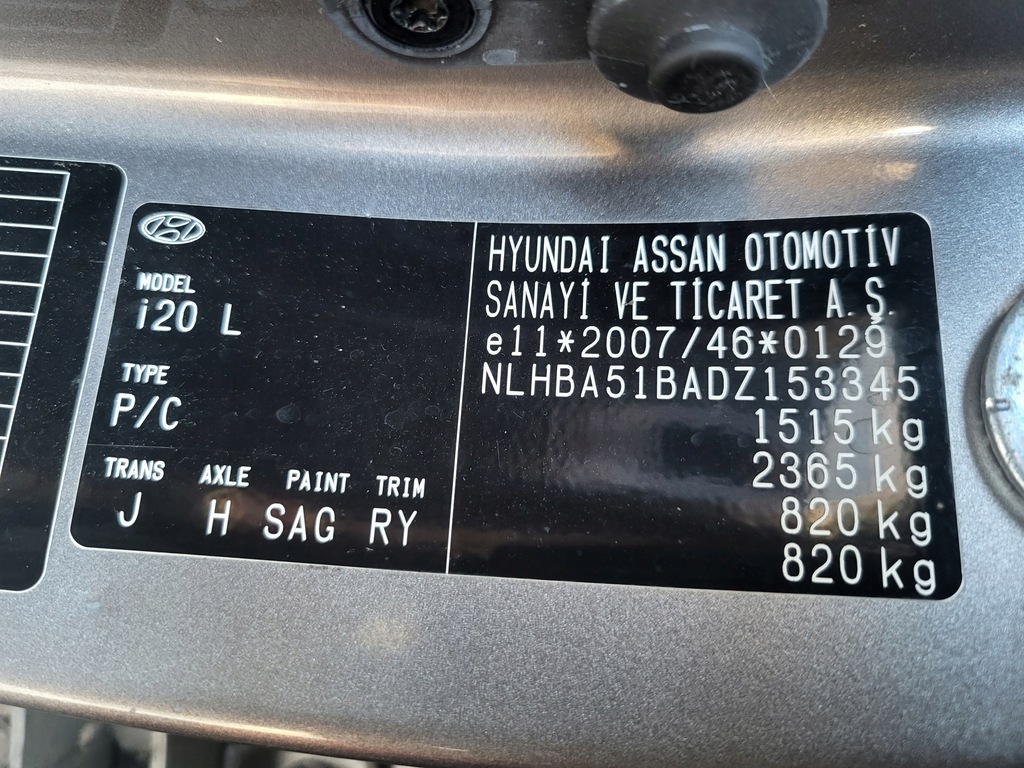 MODEL
i20 L
TYPE
P/C
TRANS AXLE PAINT TRIM
J H SAG RY
HYUNDAI ASSAN OTOMOTİV
SANAYİ VE TİCARET A.Ş.
e11*2007/46*0129
NLHBA51BADZ153345
1515 kg
2365 kg
820 kg
820 kg